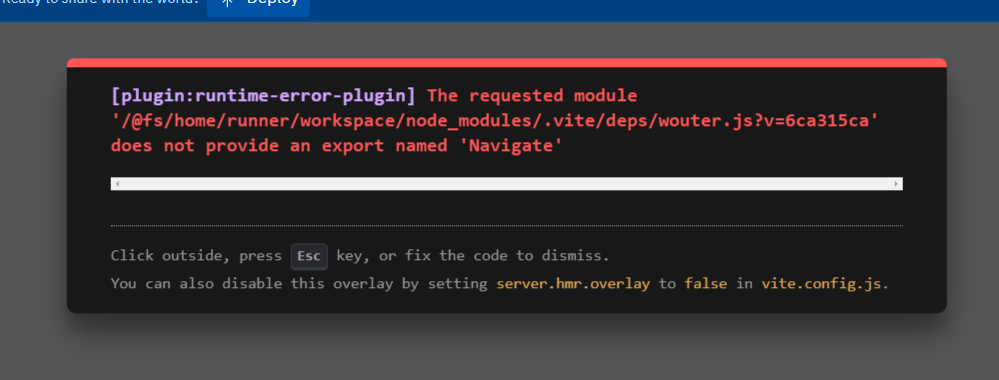 Ready to share with the world? Deploy
[plugin:runtime-error-plugin] The requested module
'/@fs/home/runner/workspace/node_modules/.vite/deps/wouter.js?v=6ca315ca'
does not provide an export named 'Navigate'
Click outside, press Esc key, or fix the code to dismiss.
You can also disable this overlay by setting server.hmr.overlay to false in vite.config.js.